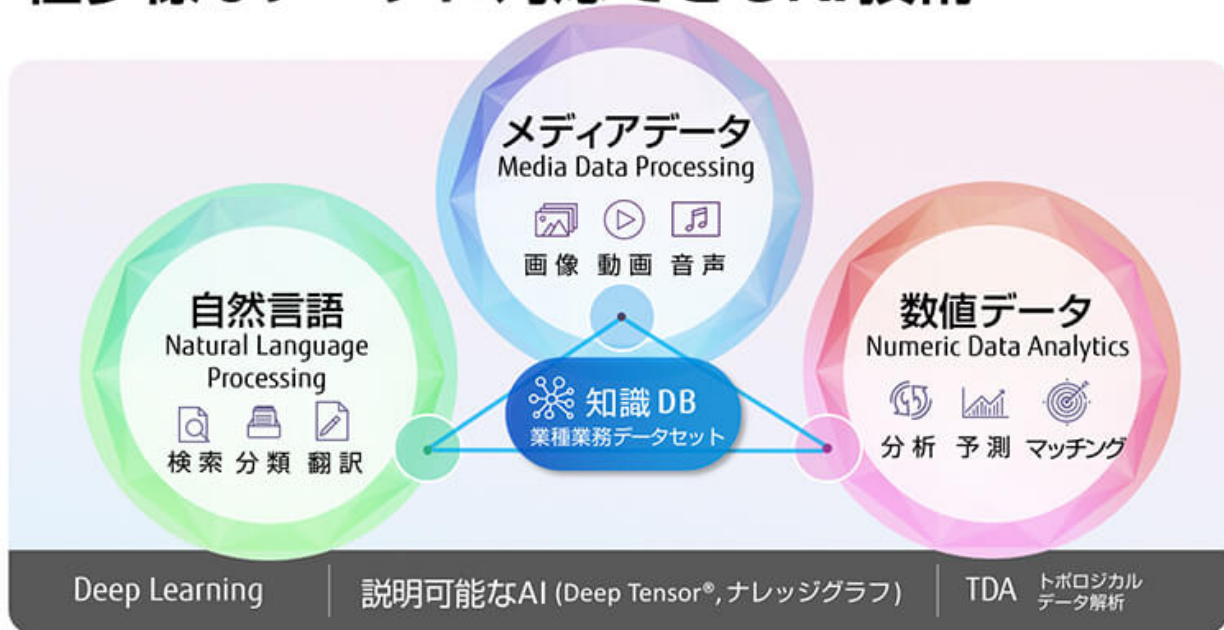 メディアデータ
Media Data Processing
画像 動画 音声
自然言語
Natural Language
Processing
検索 分類 翻訳
数値データ
Numeric Data Analytics
分析 予測 マッチング
知識DB
業種業務データセット
Deep Learning
説明可能なAI (Deep Tensor®, ナレッジグラフ)
TDA トポロジカル
データ解析